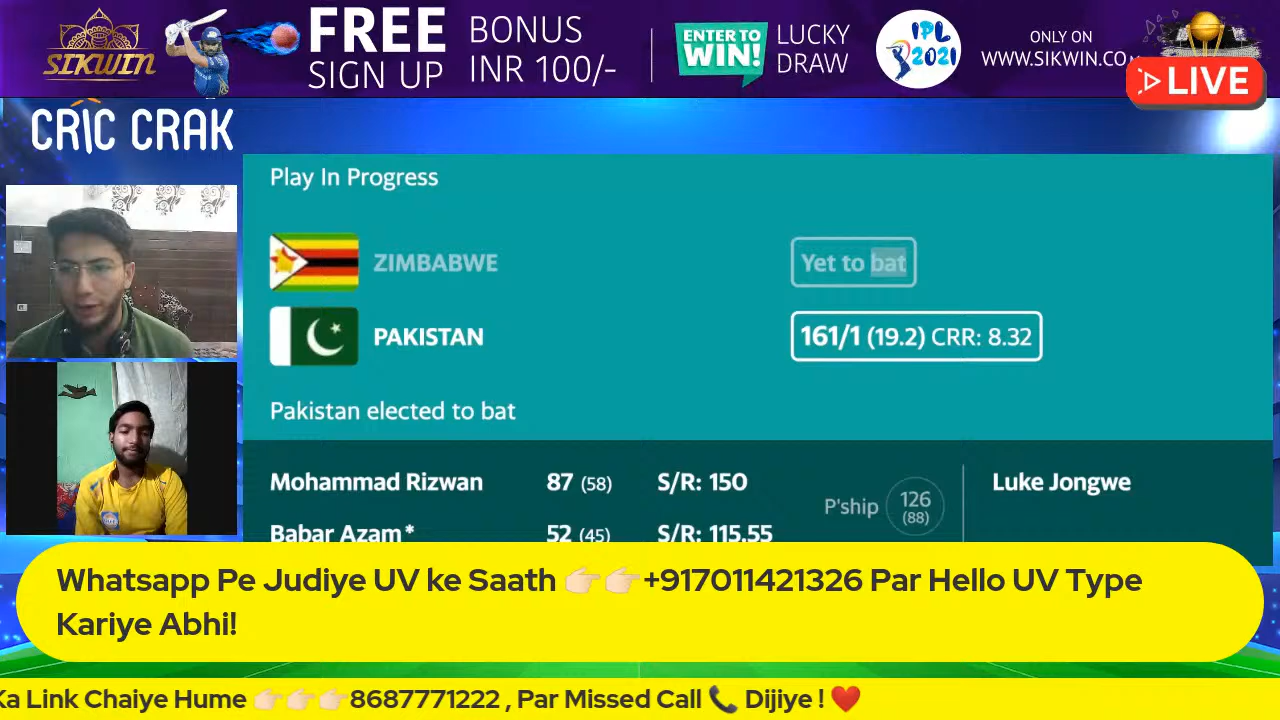 SIKWIN
FREE
SIGN UP
BONUS
INR 100/-
ENTER TO
WIN!
LUCKY
DRAW
IPL
2021
ONLY ON
WWW.SIKWIN.CO
LIVE
CRIC CRAK
Play In Progress
ZIMBABWE
Yet to bat
PAKISTAN
161/1 (19.2) CRR: 8.32
Pakistan elected to bat
Mohammad Rizwan 87 (58) S/R: 150
P'ship 126 (88)
Luke Jongwe
Babar Azam* 52 (45) S/R: 115.55
Whatsapp Pe Judiye UV ke Saath 👉🏻👉🏻+917011421326 Par Hello UV Type
Kariye Abhi!
Ka Link Chaiye Hume 👉🏻👉🏻👉🏻8687771222 , Par Missed Call 📞 Dijiye ! ❤️